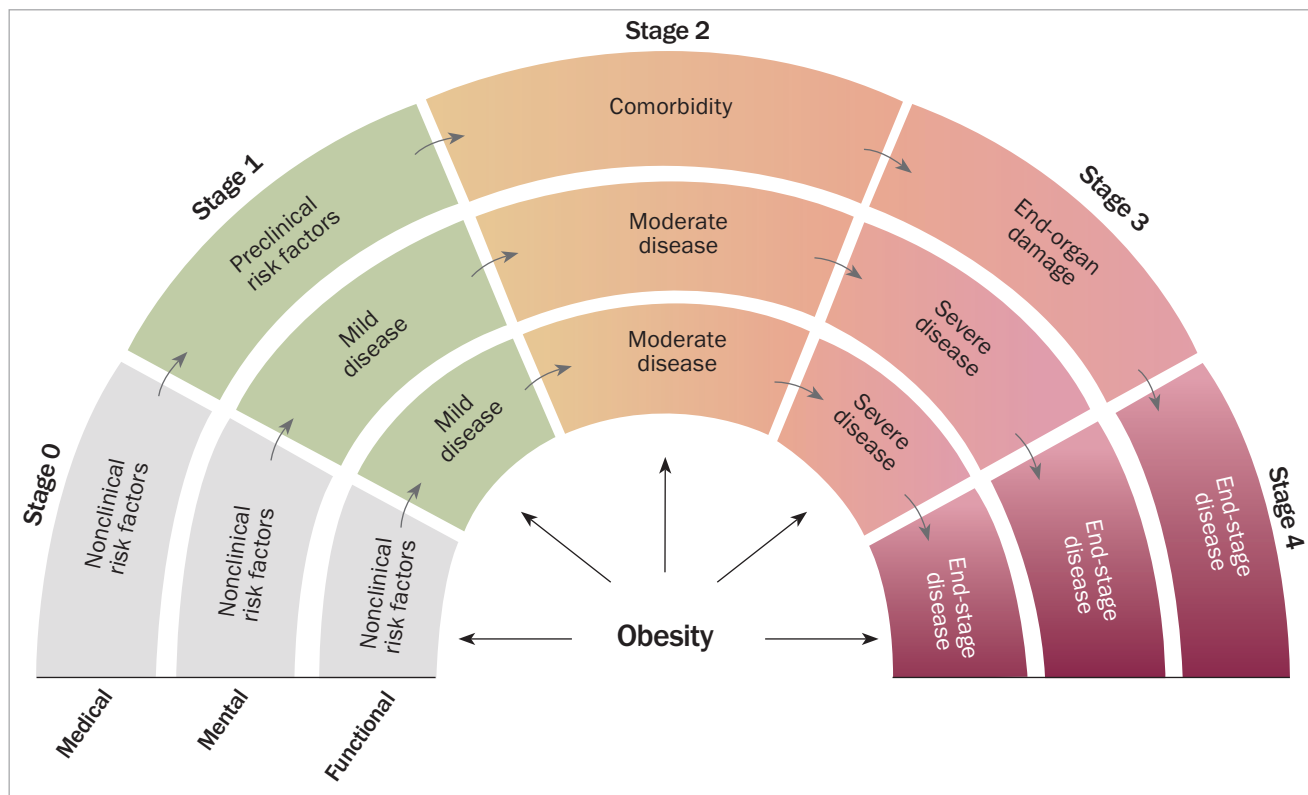 Stage 0
Stage 1
Stage 2
Stage 3
Stage 4
Nonclinical
risk factors
Preclinical
risk factors
Comorbidity
End-organ
damage
End-stage
disease
Nonclinical
risk factors
Mild
disease
Moderate
disease
Severe
disease
End-stage
disease
Nonclinical
risk factors
Mild
disease
Moderate
disease
Severe
disease
End-stage
disease
Obesity
Medical
Mental
Functional